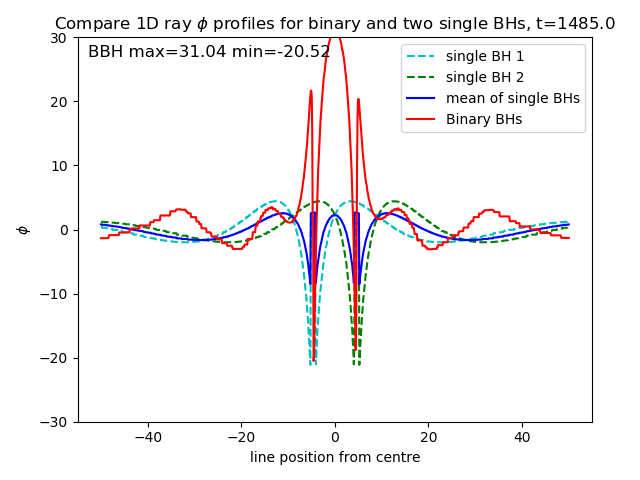 Compare 1D ray ϕ profiles for binary and two single BHs, t=1485.0
BBH max=31.04 min=-20.52
single BH 1
single BH 2
mean of single BHs
Binary BHs
30
20
10
0
−10
−20
−30
ϕ
−40
−20
0
20
40
line position from centre